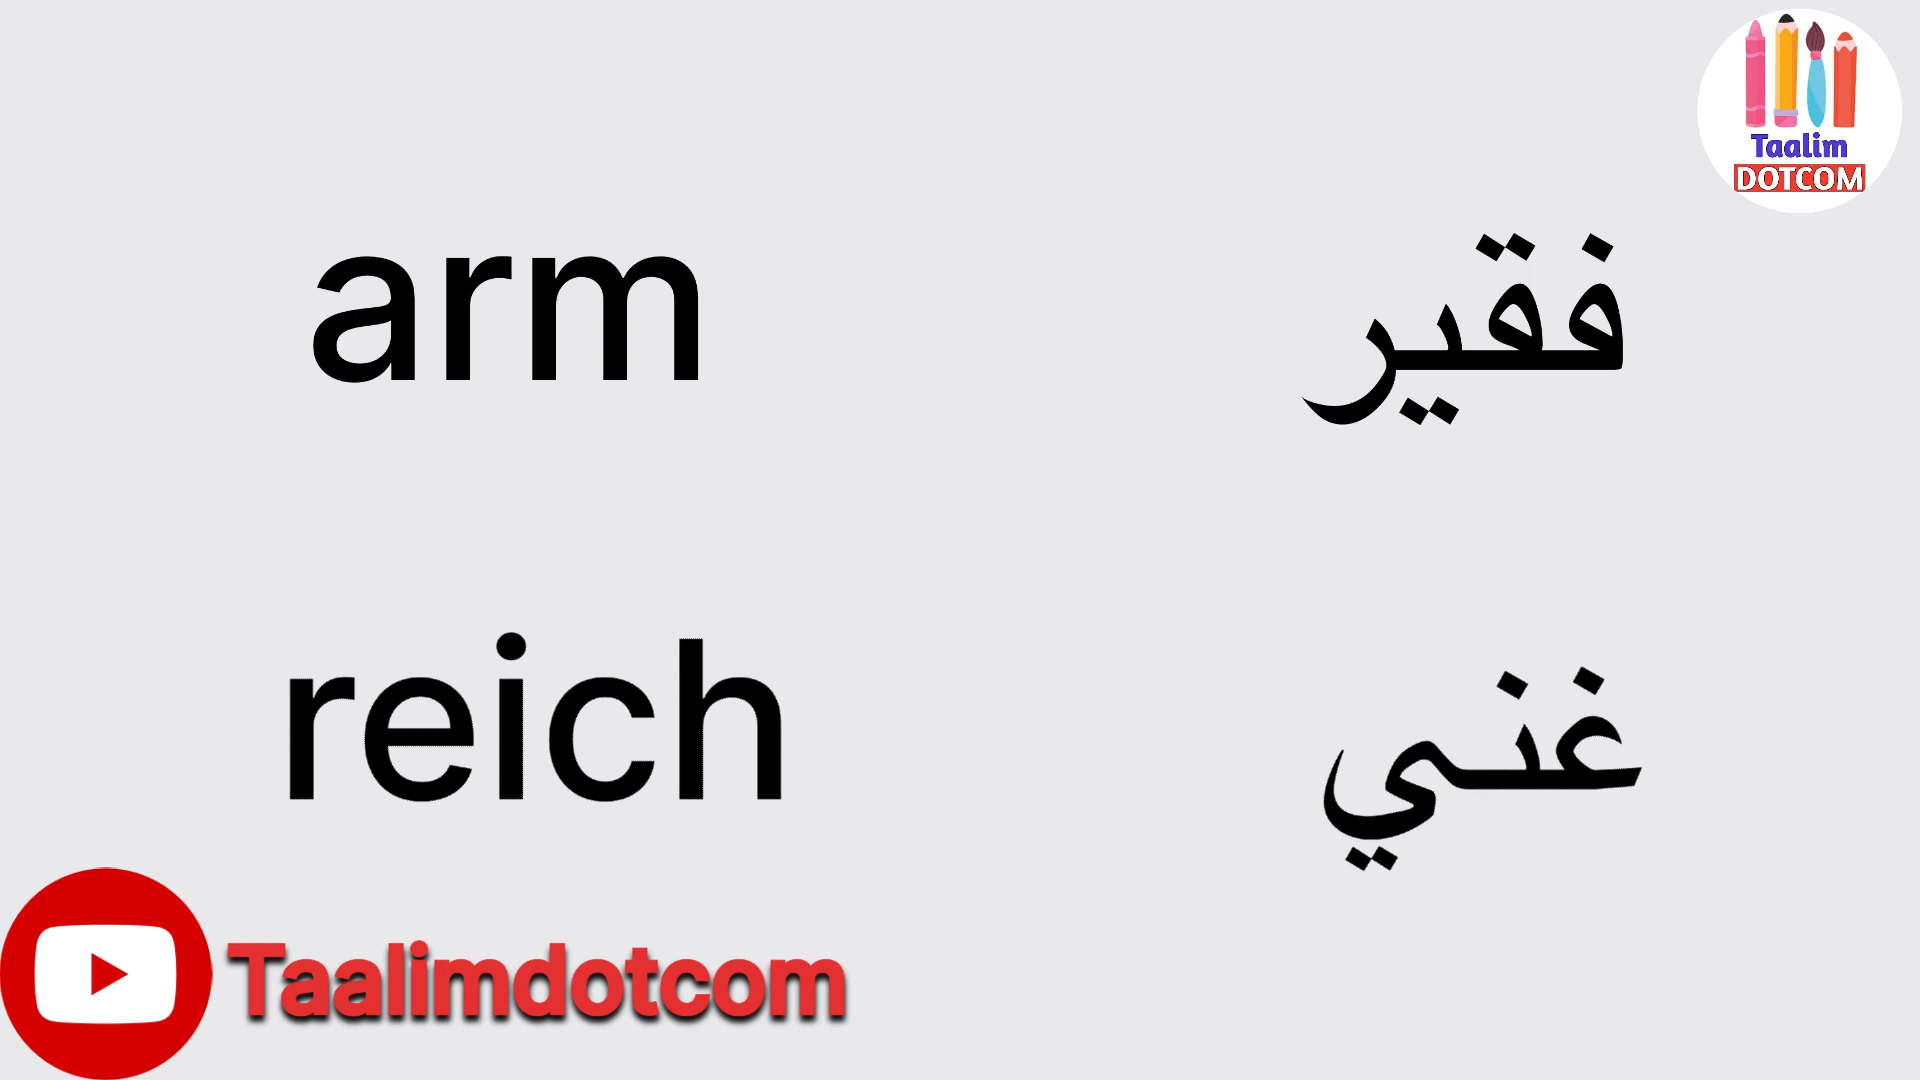 Taalim
DOTCOM
arm فقير
reich غني
Taalimdotcom